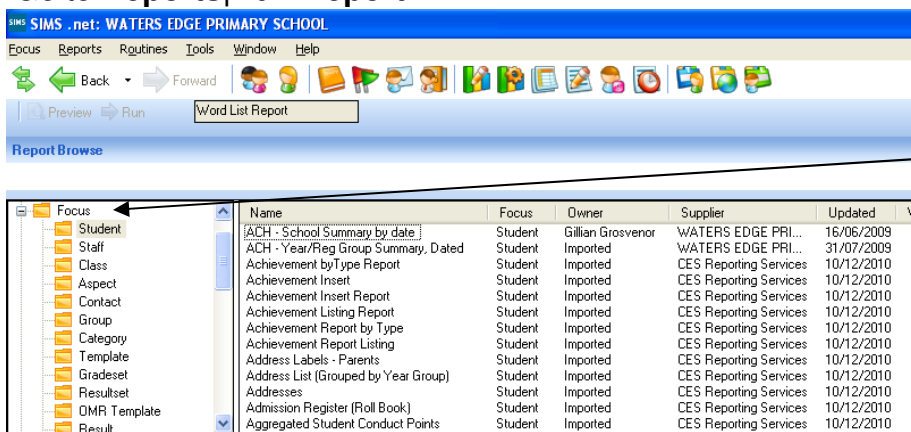 SIMS SIMS .net: WATERS EDGE PRIMARY SCHOOL
Focus Reports Routines Tools Window Help
Back Forward
Preview Run Word List Report
Report Browse
Focus
Student
Staff
Class
Aspect
Contact
Group
Category
Template
Gradeset
Resultset
OMR Template
Result
Name Focus Owner Supplier Updated
ACH - School Summay by date Student Gillian Grosvenor WATERS EDGE PRI... 16/06/2009
ACH - Year/Reg Group Summary, Dated Student Imported WATERS EDGE PRI... 31/07/2009
Achievement byType Report Student Imported CES Reporting Services 10/12/2010
Achievement Insert Student Imported CES Reporting Services 10/12/2010
Achievement Insert Report Student Imported CES Reporting Services 10/12/2010
Achievement Listing Report Student Imported CES Reporting Services 10/12/2010
Achievement Report by Type Student Imported CES Reporting Services 10/12/2010
Achievement Report Listing Student Imported CES Reporting Services 10/12/2010
Address Labels - Parents Student Imported CES Reporting Services 10/12/2010
Address List (Grouped by Year Group) Student Imported CES Reporting Services 10/12/2010
Addresses Student Imported CES Reporting Services 10/12/2010
Admission Register (Roll Book) Student Imported CES Reporting Services 10/12/2010
Aggregated Student Conduct Points Student Imported CES Reporting Services 10/12/2010